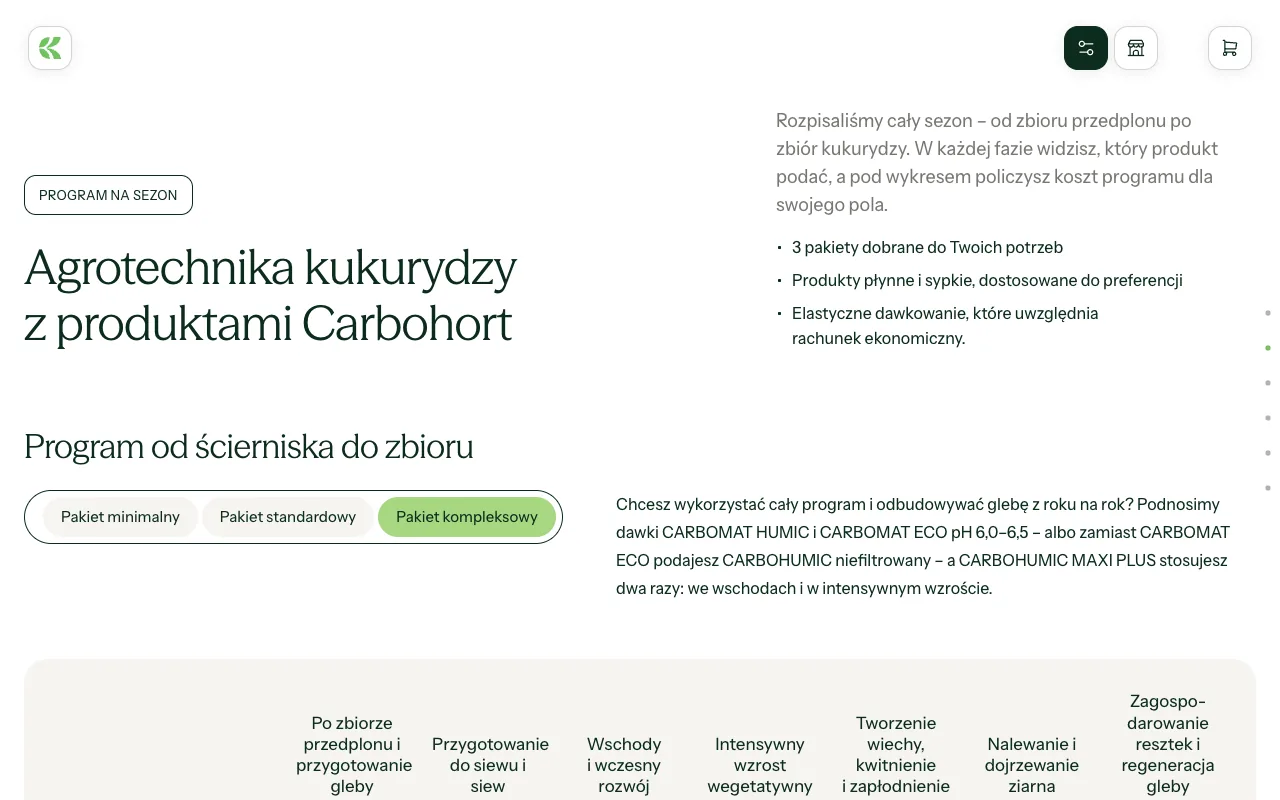 PROGRAM NA SEZON
Agrotechnika kukurydzy
z produktami Carbohort
Rozpisaliśmy cały sezon – od zbioru przedplonu po
zbiór kukurydzy. W każdej fazie widzisz, który produkt
podać, a pod wykresem policzysz koszt programu dla
swojego pola.
• 3 pakiety dobrane do Twoich potrzeb
• Produkty płynne i sypkie, dostosowane do preferencji
• Elastyczne dawkowanie, które uwzględnia
rachunek ekonomiczny.
Program od ścierniska do zbioru
Pakiet minimalny
Pakiet standardowy
Pakiet kompleksowy
Chcesz wykorzystać cały program i odbudowywać glebę z roku na rok? Podnosimy
dawki CARBOMAT HUMIC i CARBOMAT ECO pH 6,0–6,5 – albo zamiast CARBOMAT
ECO podajesz CARBOHUMIC niefiltrowany – a CARBOHUMIC MAXI PLUS stosujesz
dwa razy: we wschodach i w intensywnym wzroście.
Po zbiorze
przedplonu i
przygotowanie
gleby
Przygotowanie
do siewu i
siew
Wschody
i wczesny
rozwój
Intensywny
wzrost
wegetatywny
Tworzenie
wiechy,
kwitnienie
i zapłodnienie
Nalewanie i
dojrzewanie
ziarna
Zagospo-
darowanie
resztek i
regeneracja
gleby